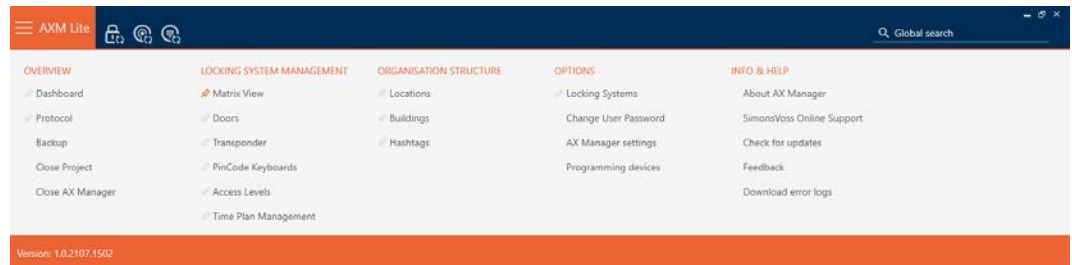 AXM Lite
Global search
OVERVIEW
Dashboard
Protocol
Backup
Close Project
Close AX Manager
LOCKING SYSTEM MANAGEMENT
Matrix View
Doors
Transponder
PinCode Keyboards
Access Levels
Time Plan Management
ORGANISATION STRUCTURE
Locations
Buildings
Hashtags
OPTIONS
Locking Systems
Change User Password
AX Manager settings
Programming devices
INFO & HELP
About AX Manager
SimonsVoss Online Support
Check for updates
Feedback
Download error logs
Version: 1.0.2107.1502